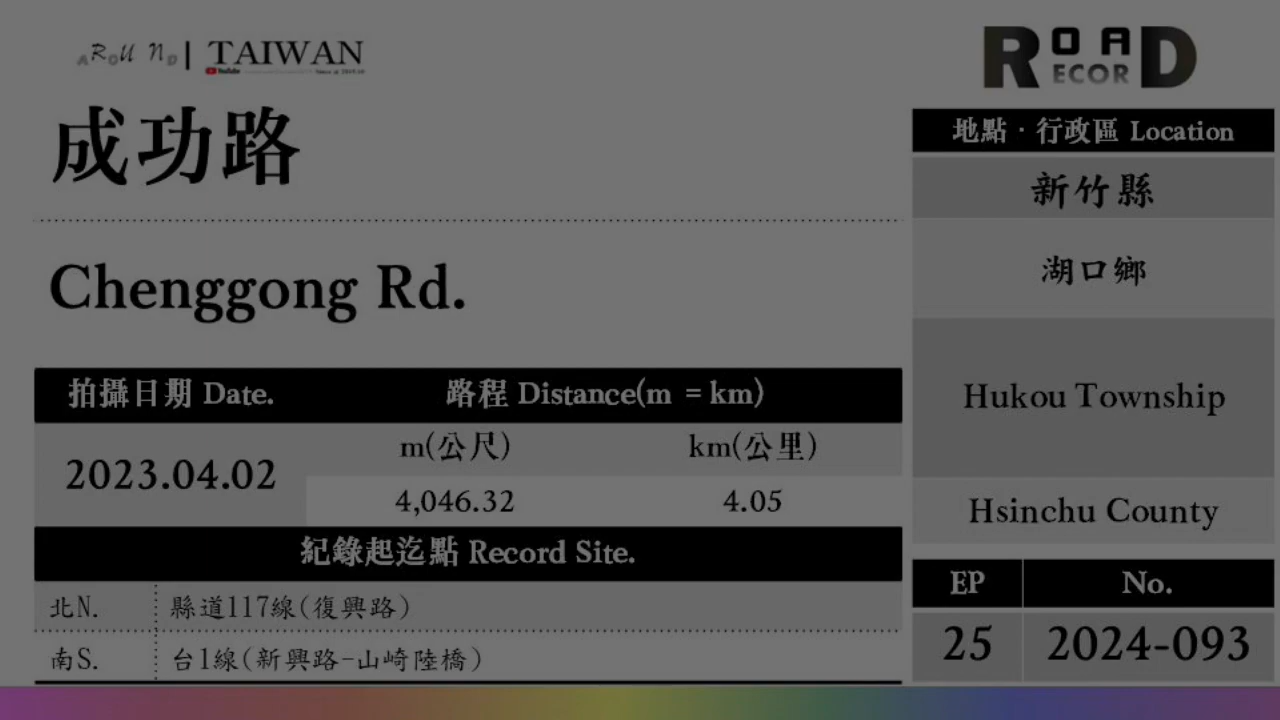 AROUND | TAIWAN
成功路
Chenggong Rd.
拍攝日期 Date.
路程 Distance(m = km)
2023.04.02
m(公尺)
km(公里)
4,046.32
4.05
紀錄起迄點 Record Site.
北N.
縣道117線(復興路)
南S.
台1線(新興路-山崎陸橋)
ROAD
RECORD
地點 · 行政區 Location
新竹縣
湖口鄉
Hukou Township
Hsinchu County
EP
No.
25
2024-093